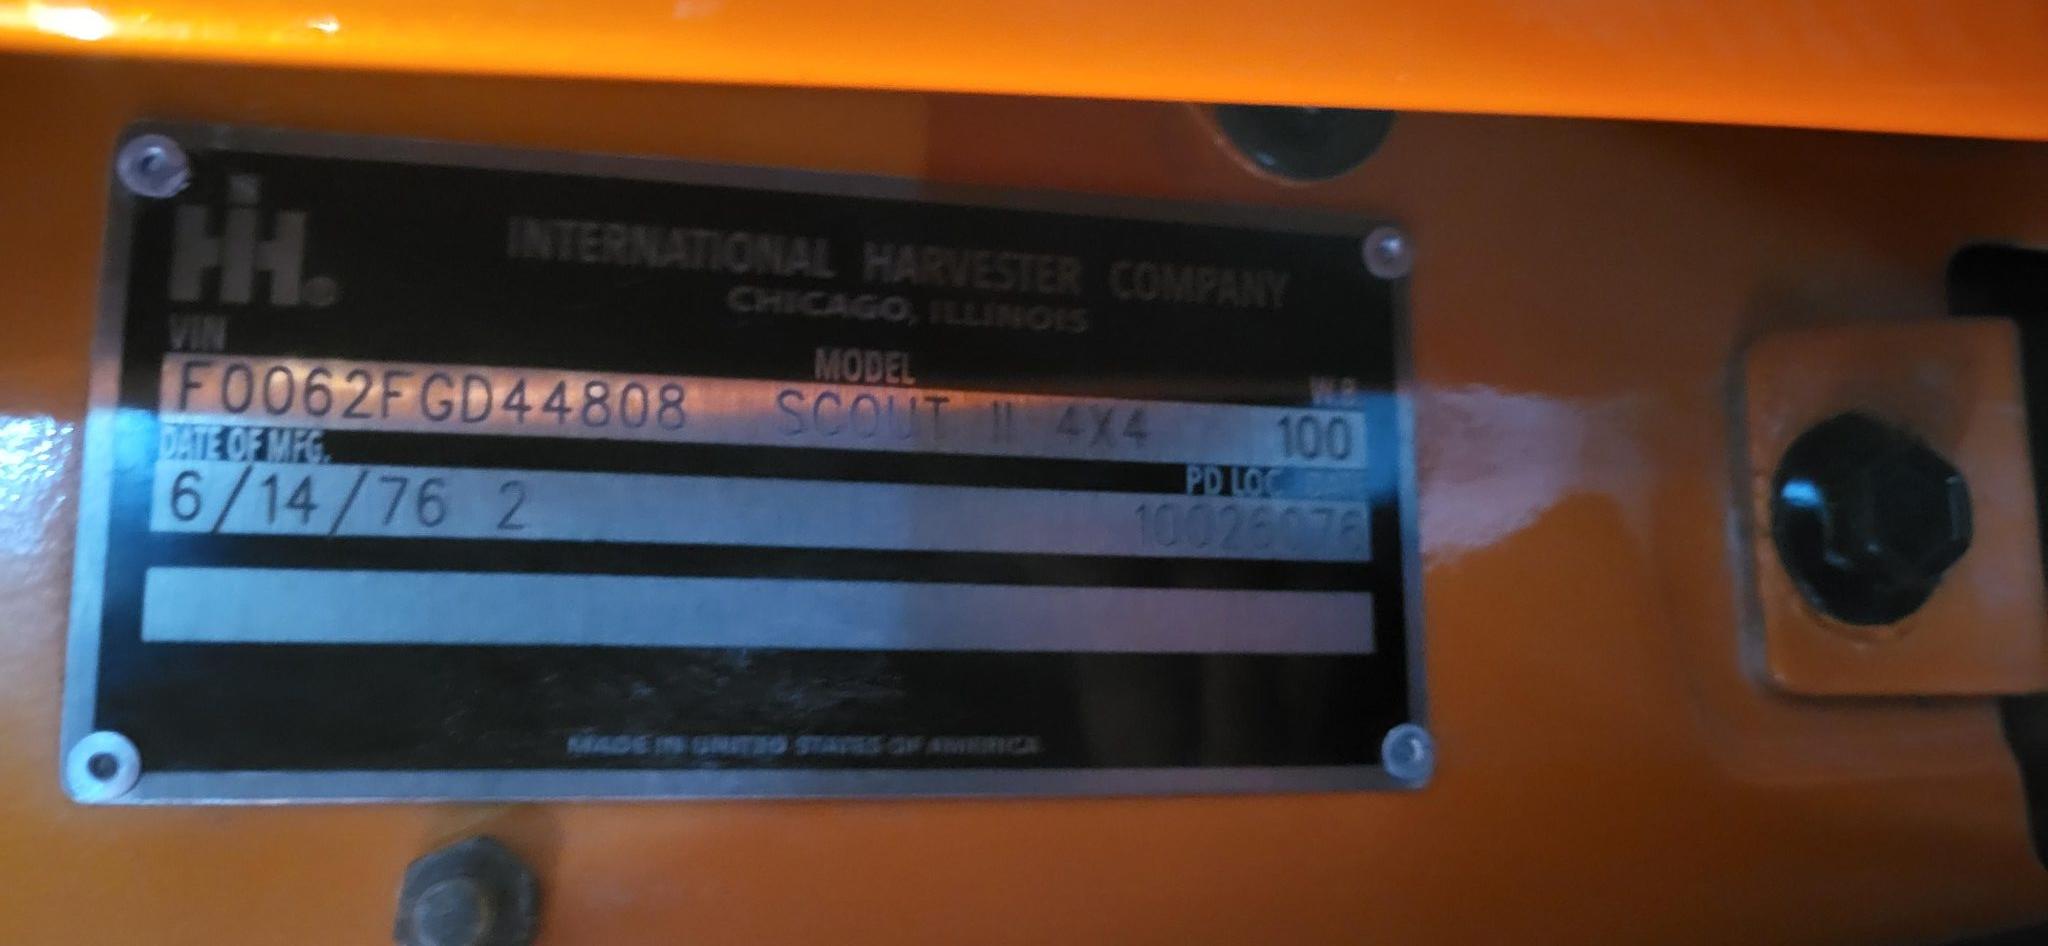 IH®
INTERNATIONAL HARVESTER COMPANY
CHICAGO, ILLINOIS
VIN MODEL W.B.
F0062FGD44808 SCOUT II 4X4 100
DATE OF MFG. PD LOC DATE
6/14/76 2 10026076
MADE IN UNITED STATES OF AMERICA